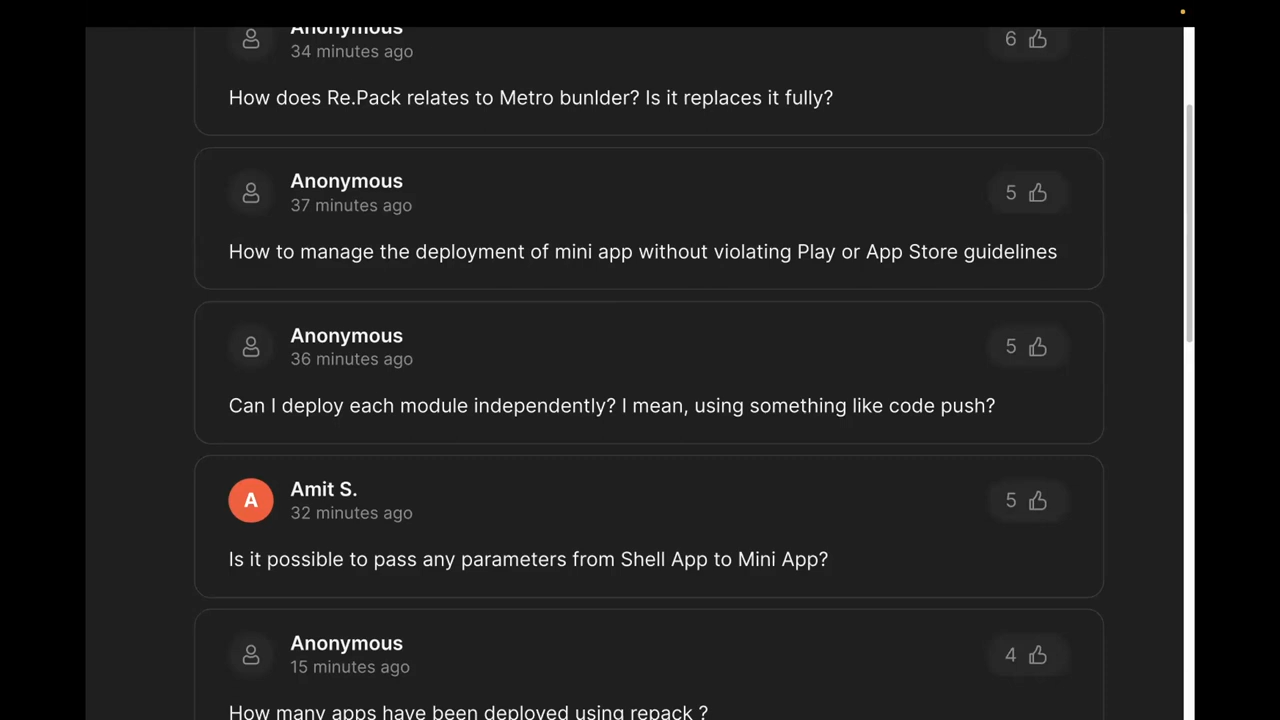 Anonymous
34 minutes ago
6
How does Re.Pack relates to Metro bunlder? Is it replaces it fully?
Anonymous
37 minutes ago
5
How to manage the deployment of mini app without violating Play or App Store guidelines
Anonymous
36 minutes ago
5
Can I deploy each module independently? I mean, using something like code push?
A
Amit S.
32 minutes ago
5
Is it possible to pass any parameters from Shell App to Mini App?
Anonymous
15 minutes ago
4
How many apps have been deployed using repack ?